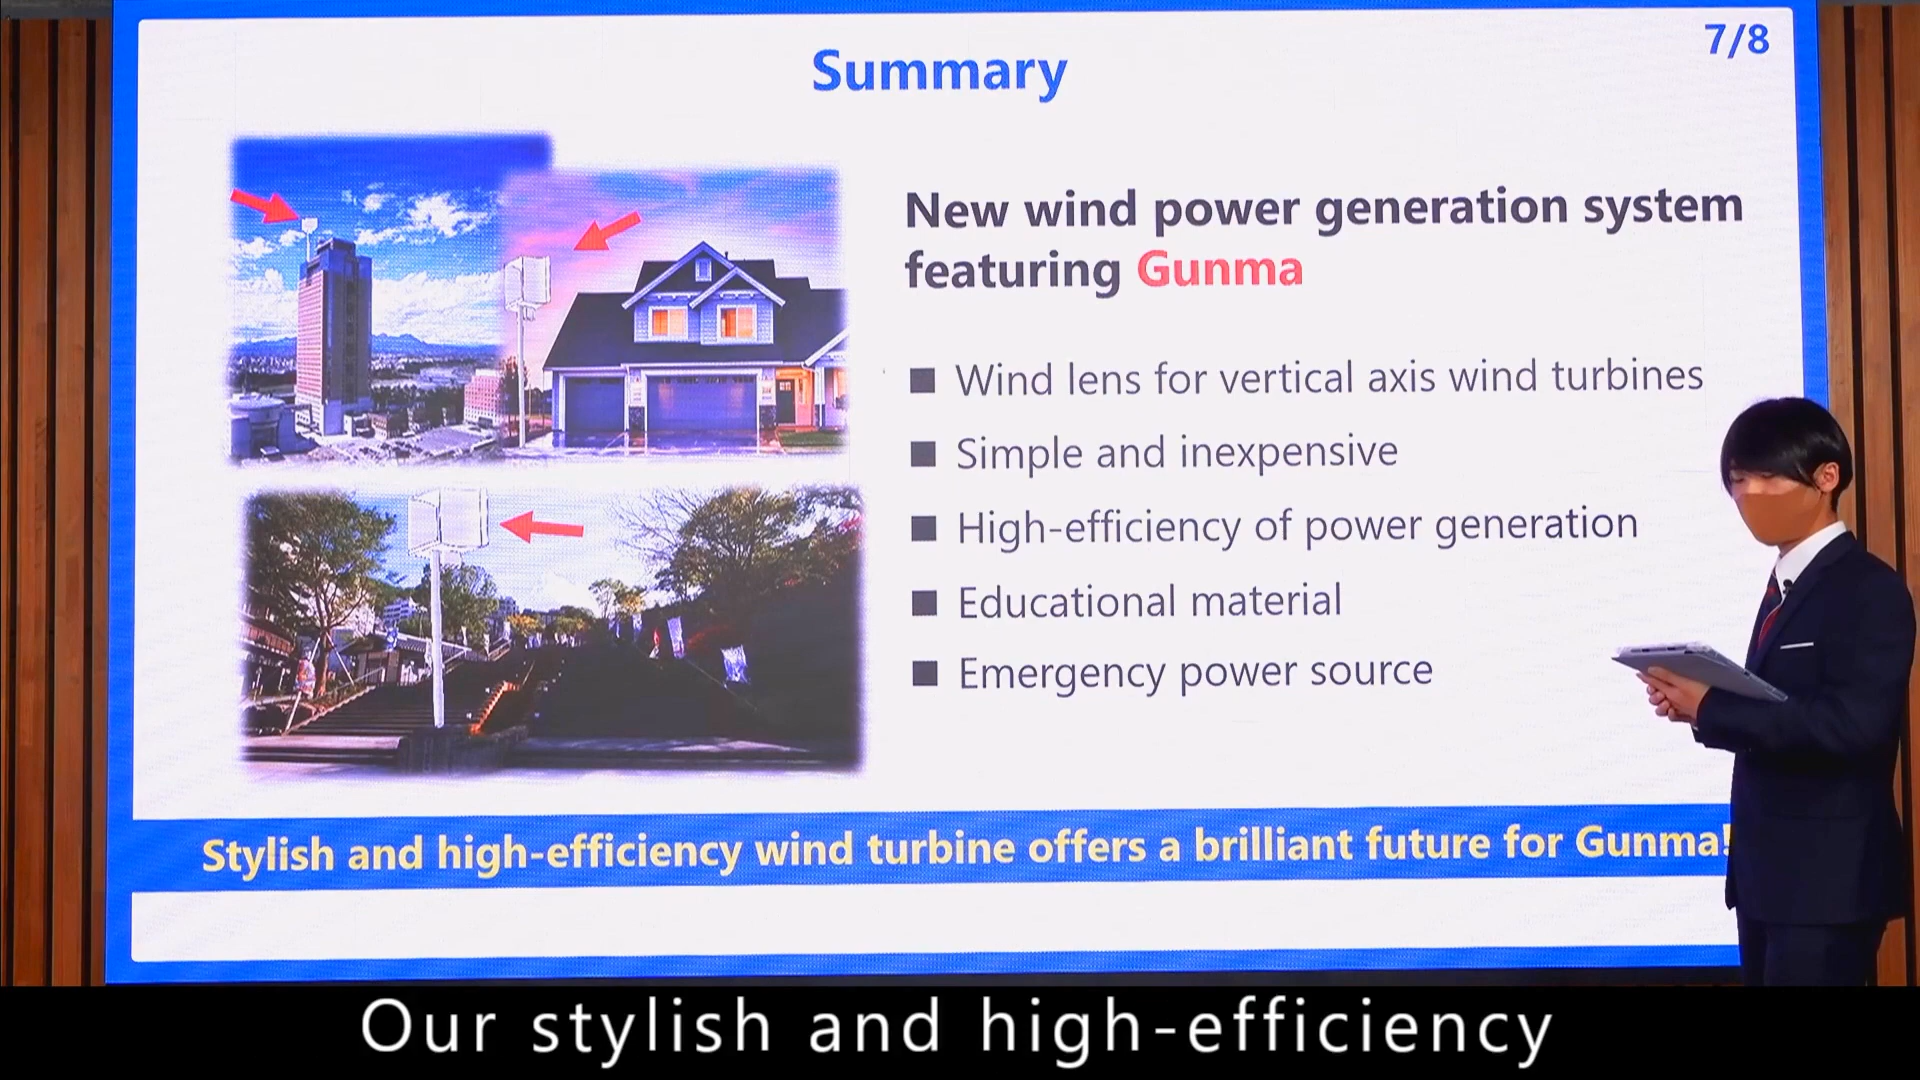 7/8
Summary
New wind power generation system
featuring Gunma
■ Wind lens for vertical axis wind turbines
■ Simple and inexpensive
■ High-efficiency of power generation
■ Educational material
■ Emergency power source
Stylish and high-efficiency wind turbine offers a brilliant future for Gunma!
Our stylish and high-efficiency